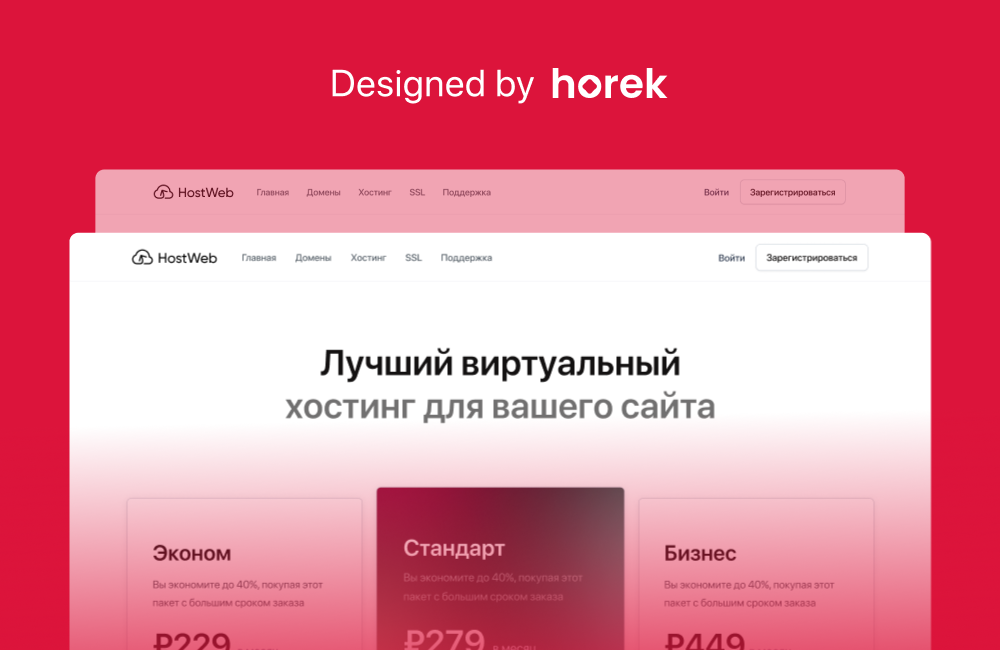 Designed by horek
HostWeb Главная Домены Хостинг SSL Поддержка Войти Зарегистрироваться
HostWeb Главная Домены Хостинг SSL Поддержка Войти Зарегистрироваться
Лучший виртуальный
хостинг для вашего сайта
Эконом
Вы экономите до 40%, покупая этот
пакет с большим сроком заказа
₽229
Стандарт
Вы экономите до 40%, покупая этот
пакет с большим сроком заказа
₽279 в месяц
Бизнес
Вы экономите до 40%, покупая этот
пакет с большим сроком заказа
₽449